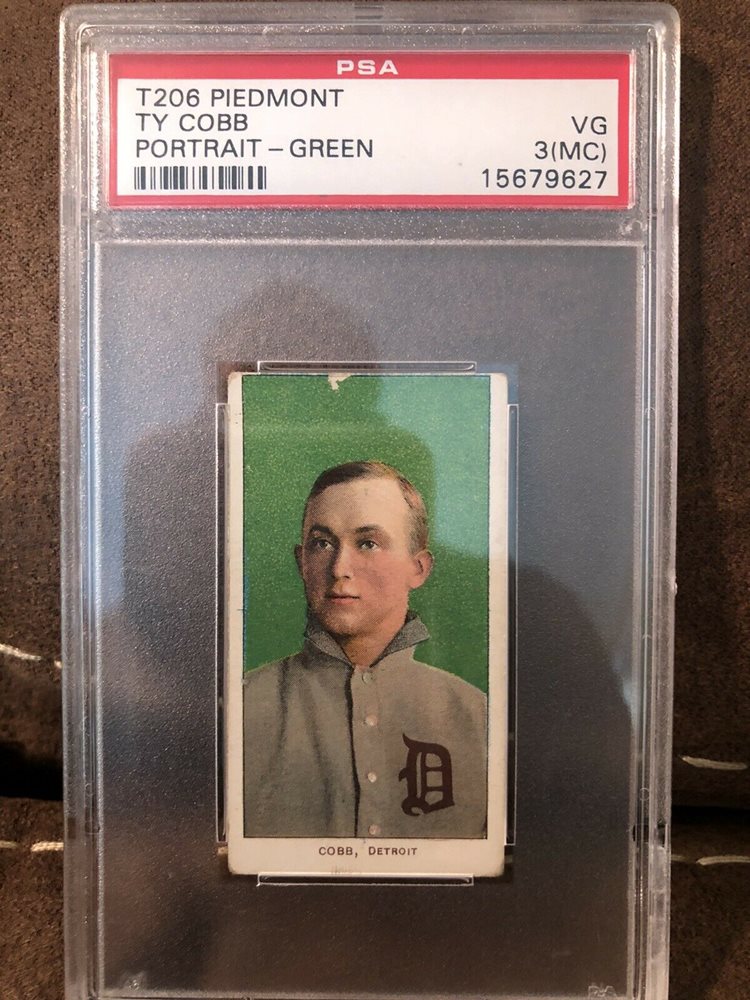 PSA
T206 PIEDMONT
TY COBB VG
PORTRAIT – GREEN 3(MC)
15679627
D
COBB, DETROIT